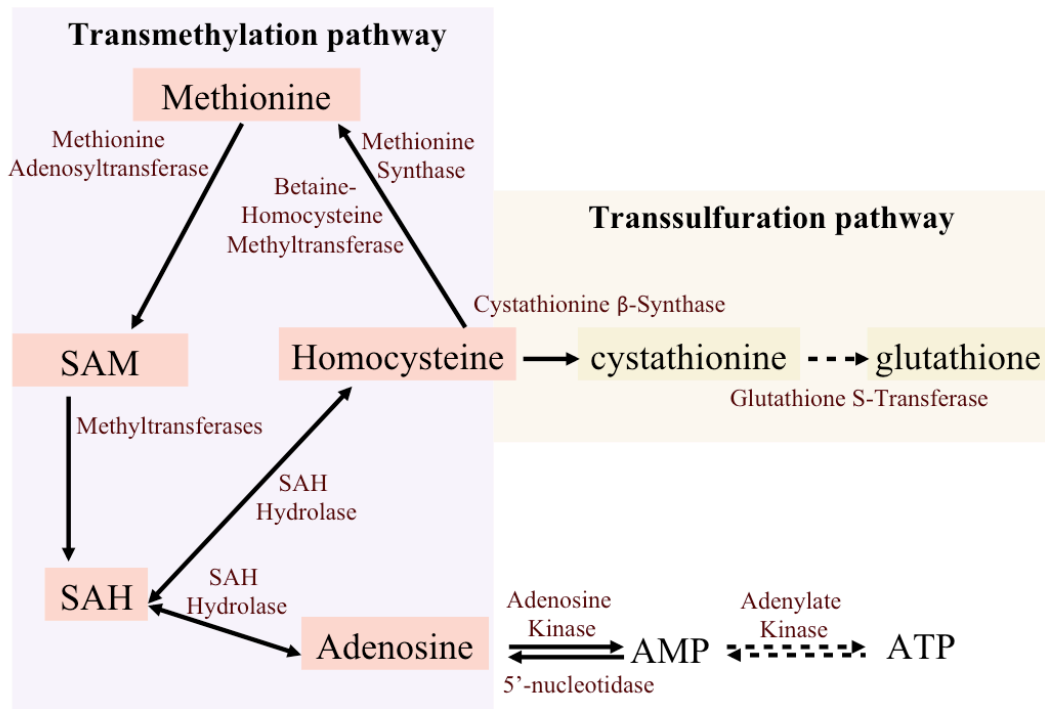 Transmethylation pathway
Methionine
Methionine
Adenosyltransferase
Methionine
Synthase
Betaine-
Homocysteine
Methyltransferase
Transsulfuration pathway
Cystathionine β-Synthase
SAM
Homocysteine
cystathionine
glutathione
Glutathione S-Transferase
Methyltransferases
SAH
Hydrolase
SAH
SAH
Hydrolase
Adenosine
Adenosine
Kinase
AMP
5’-nucleotidase
Adenylate
Kinase
ATP